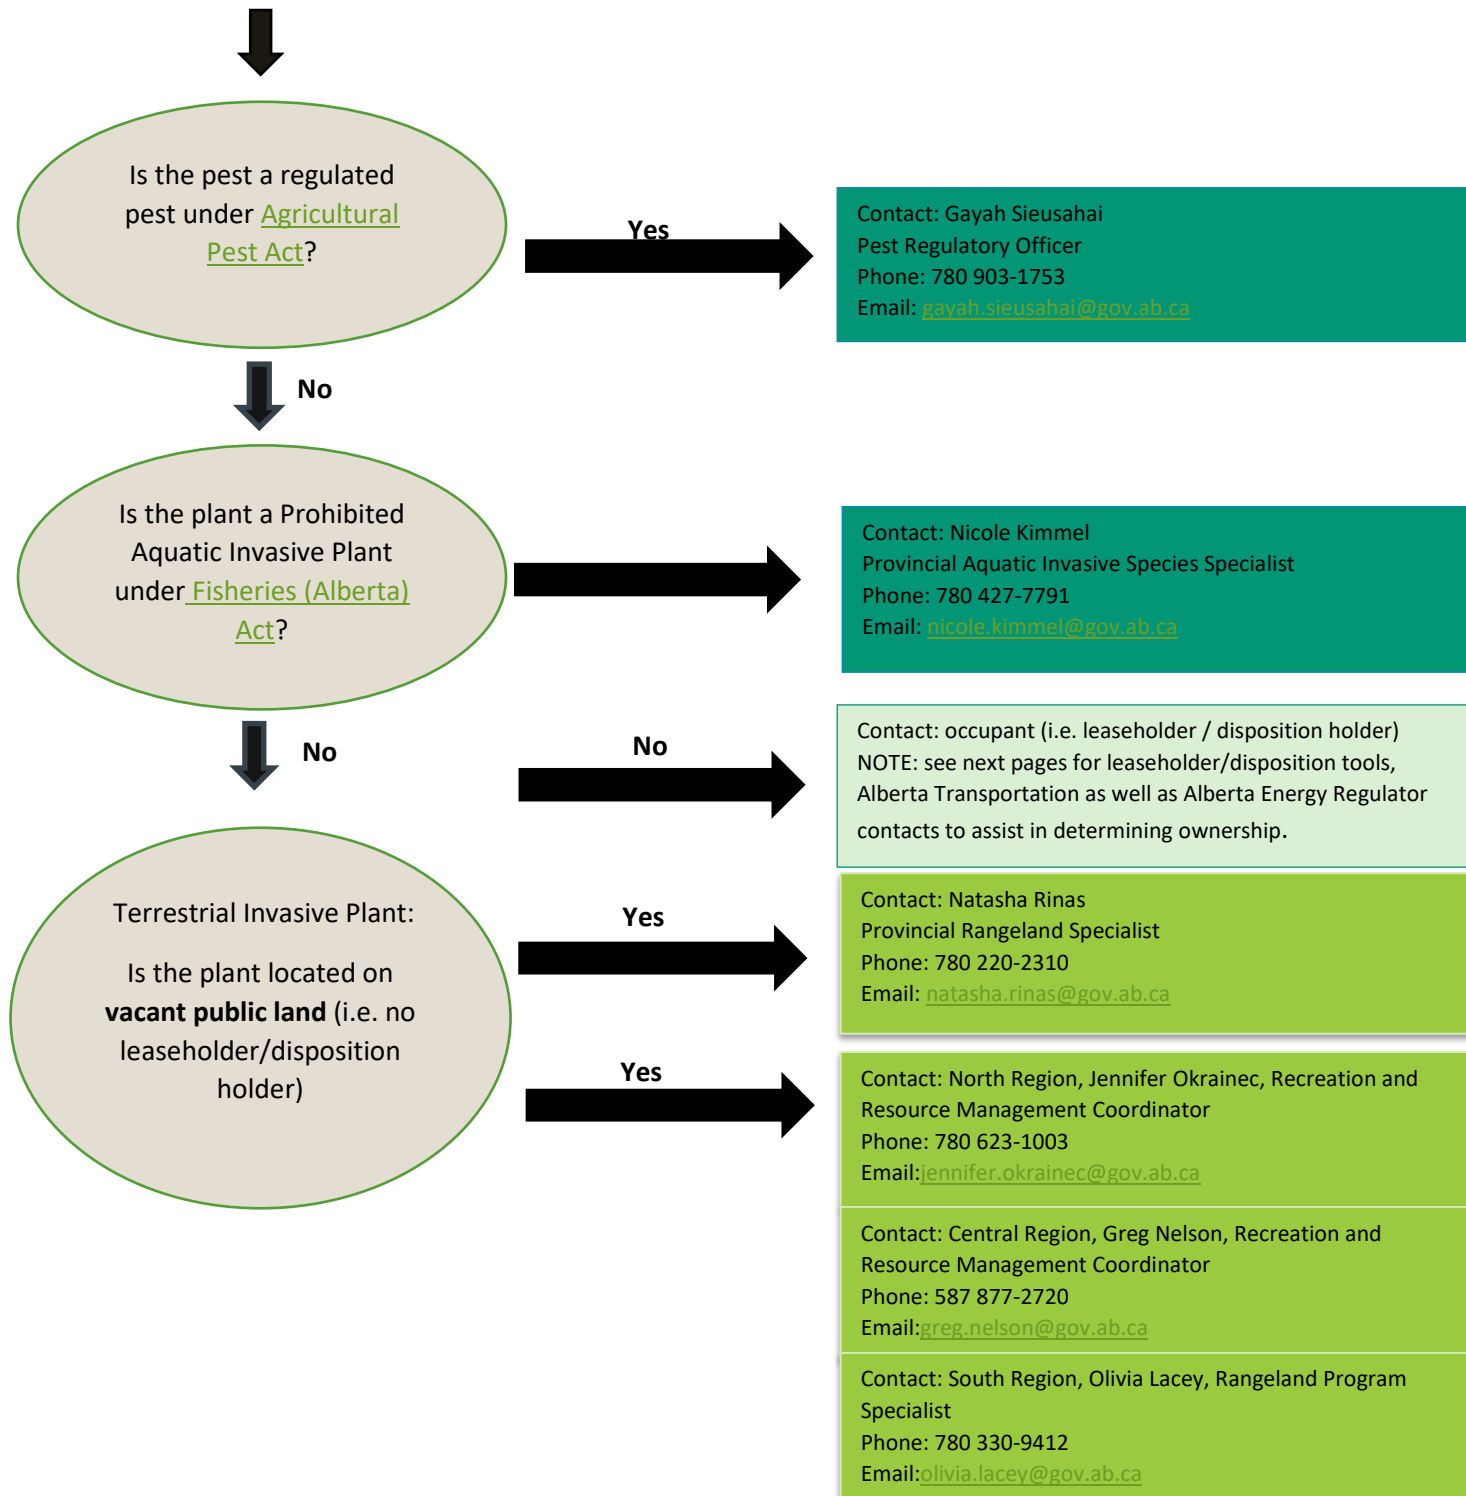 Is the pest a regulated
pest under Agricultural
Pest Act?
Yes
Contact: Gayah Sieusahai
Pest Regulatory Officer
Phone: 780 903-1753
Email: gayah.sieusahai@gov.ab.ca
No
Is the plant a Prohibited
Aquatic Invasive Plant
under Fisheries (Alberta)
Act?
Contact: Nicole Kimmel
Provincial Aquatic Invasive Species Specialist
Phone: 780 427-7791
Email: nicole.kimmel@gov.ab.ca
No
No
Contact: occupant (i.e. leaseholder / disposition holder)
NOTE: see next pages for leaseholder/disposition tools,
Alberta Transportation as well as Alberta Energy Regulator
contacts to assist in determining ownership.
Terrestrial Invasive Plant:
Is the plant located on
vacant public land (i.e. no
leaseholder/disposition
holder)
Yes
Contact: Natasha Rinas
Provincial Rangeland Specialist
Phone: 780 220-2310
Email: natasha.rinas@gov.ab.ca
Yes
Contact: North Region, Jennifer Okrainec, Recreation and
Resource Management Coordinator
Phone: 780 623-1003
Email:jennifer.okrainec@gov.ab.ca
Contact: Central Region, Greg Nelson, Recreation and
Resource Management Coordinator
Phone: 587 877-2720
Email:greg.nelson@gov.ab.ca
Contact: South Region, Olivia Lacey, Rangeland Program
Specialist
Phone: 780 330-9412
Email:olivia.lacey@gov.ab.ca